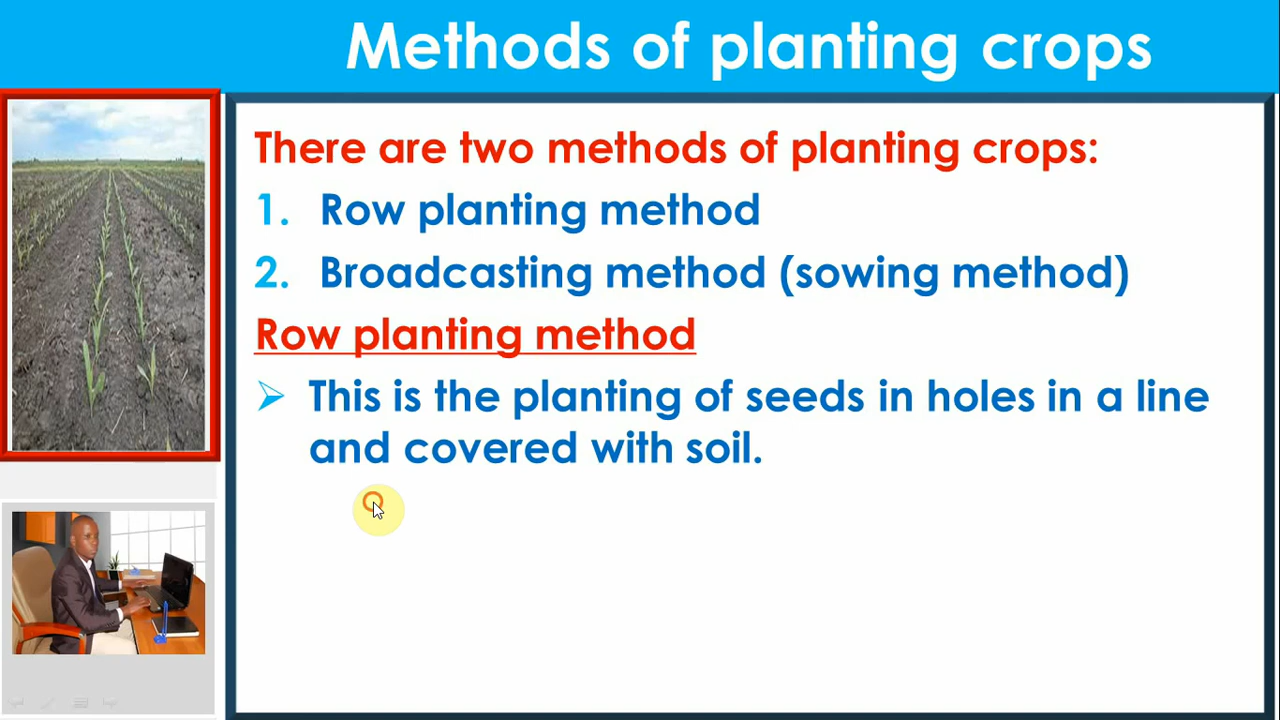 Methods of planting crops
There are two methods of planting crops:
1. Row planting method
2. Broadcasting method (sowing method)
Row planting method
➢ This is the planting of seeds in holes in a line
and covered with soil.